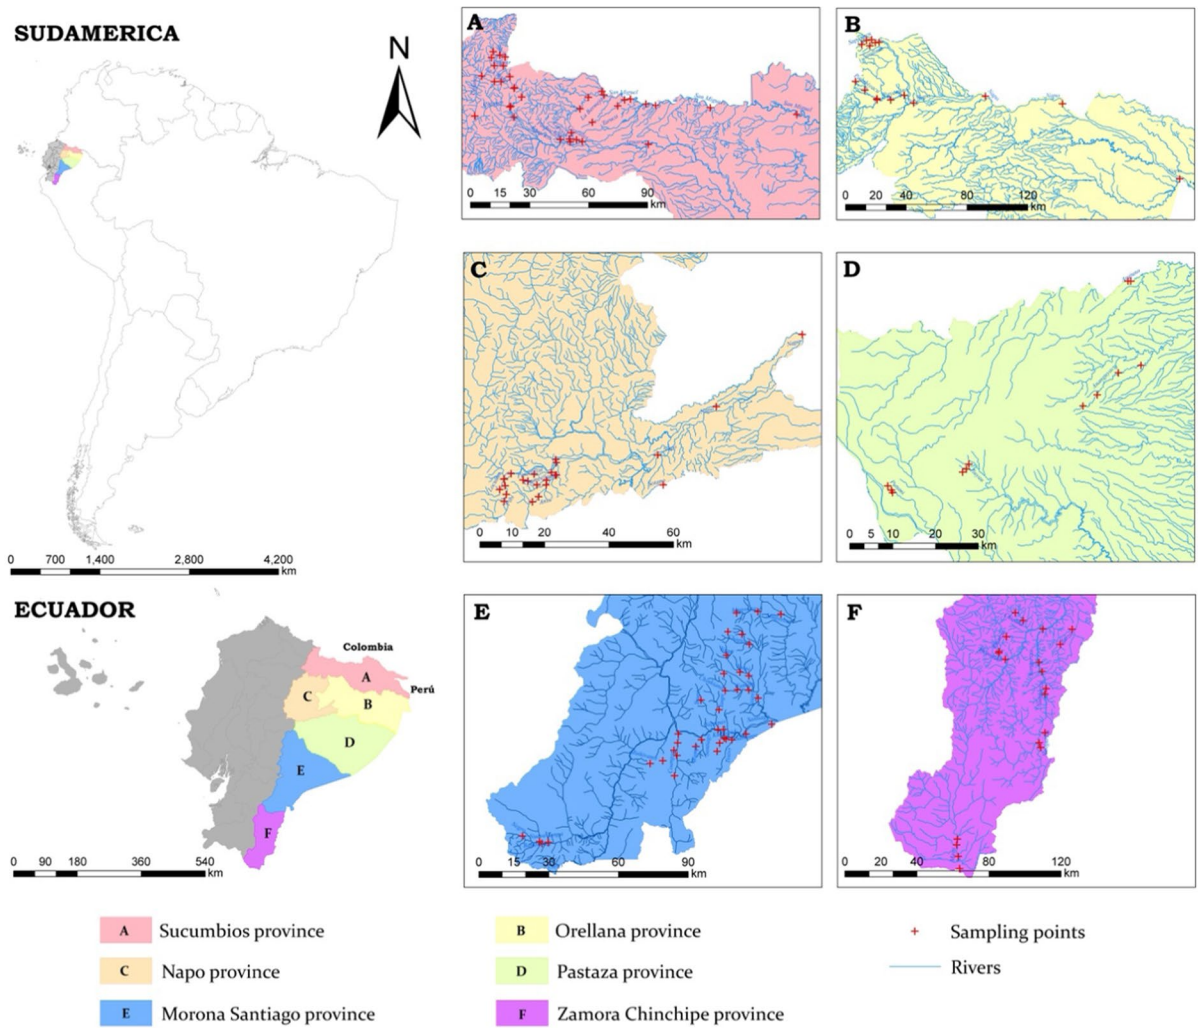 SUDAMERICA
N
0 700 1,400 2,800 4,200
km
ECUADOR
Colombia
Perú
A
B
C
D
E
F
0 90 180 360 540
km
A
0 15 30 60 90
km
B
0 20 40 80 120
km
C
0 10 20 40 60
km
D
0 5 10 20 30
km
E
0 15 30 60 90
km
F
0 20 40 80 120
km
A Sucumbios province
B Orellana province
Sampling points
C Napo province
D Pastaza province
Rivers
E Morona Santiago province
F Zamora Chinchipe province